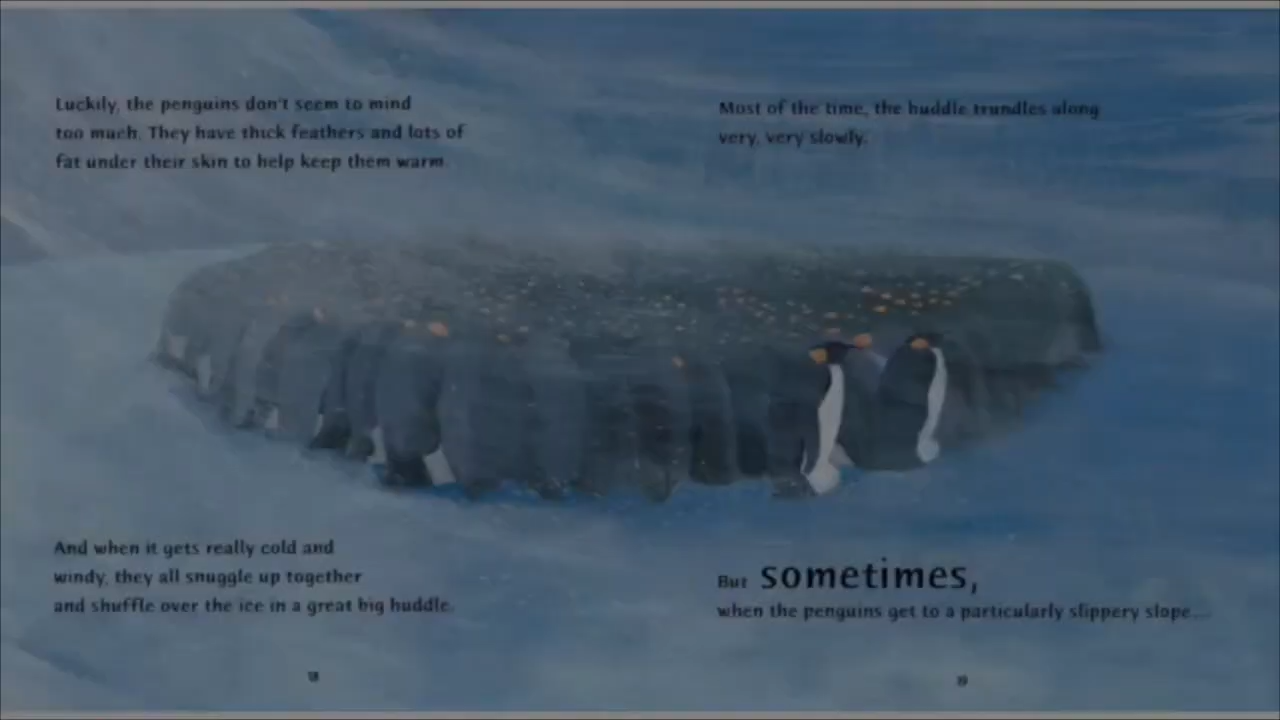 Luckily, the penguins don't seem to mind
too much. They have thick feathers and lots of
fat under their skin to help keep them warm.
And when it gets really cold and
windy, they all snuggle up together
and shuffle over the ice in a great big huddle.
18
Most of the time, the huddle trundles along
very, very slowly.
But sometimes,
when the penguins get to a particularly slippery slope....
19